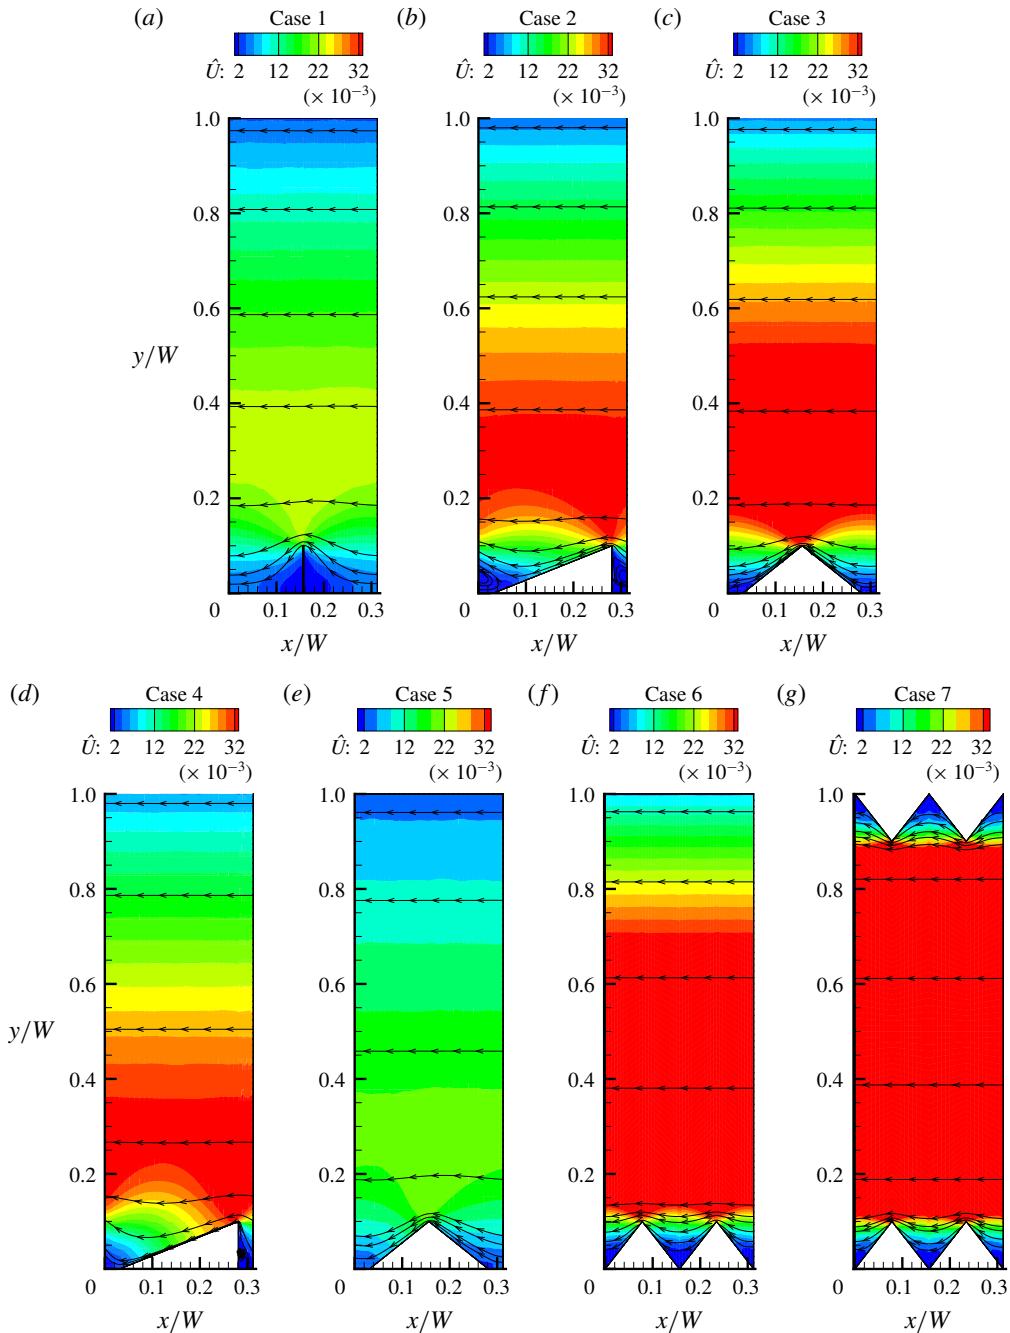 (a) Case 1 (b) Case 2 (c) Case 3
Û: 2 12 22 32 Û: 2 12 22 32 Û: 2 12 22 32
(× 10−3) (× 10−3) (× 10−3)
1.0 1.0 1.0
0.8 0.8 0.8
0.6 0.6 0.6
y/W
0.4 0.4 0.4
0.2 0.2 0.2
0 0.1 0.2 0.3 0 0.1 0.2 0.3 0 0.1 0.2 0.3
x/W x/W x/W
(d) Case 4 (e) Case 5 (f) Case 6 (g) Case 7
Û: 2 12 22 32 Û: 2 12 22 32 Û: 2 12 22 32 Û: 2 12 22 32
(× 10−3) (× 10−3) (× 10−3) (× 10−3)
1.0 1.0 1.0 1.0
0.8 0.8 0.8 0.8
0.6 0.6 0.6 0.6
y/W
0.4 0.4 0.4 0.4
0.2 0.2 0.2 0.2
0 0.1 0.2 0.3 0 0.1 0.2 0.3 0 0.1 0.2 0.3 0 0.1 0.2 0.3
x/W x/W x/W x/W